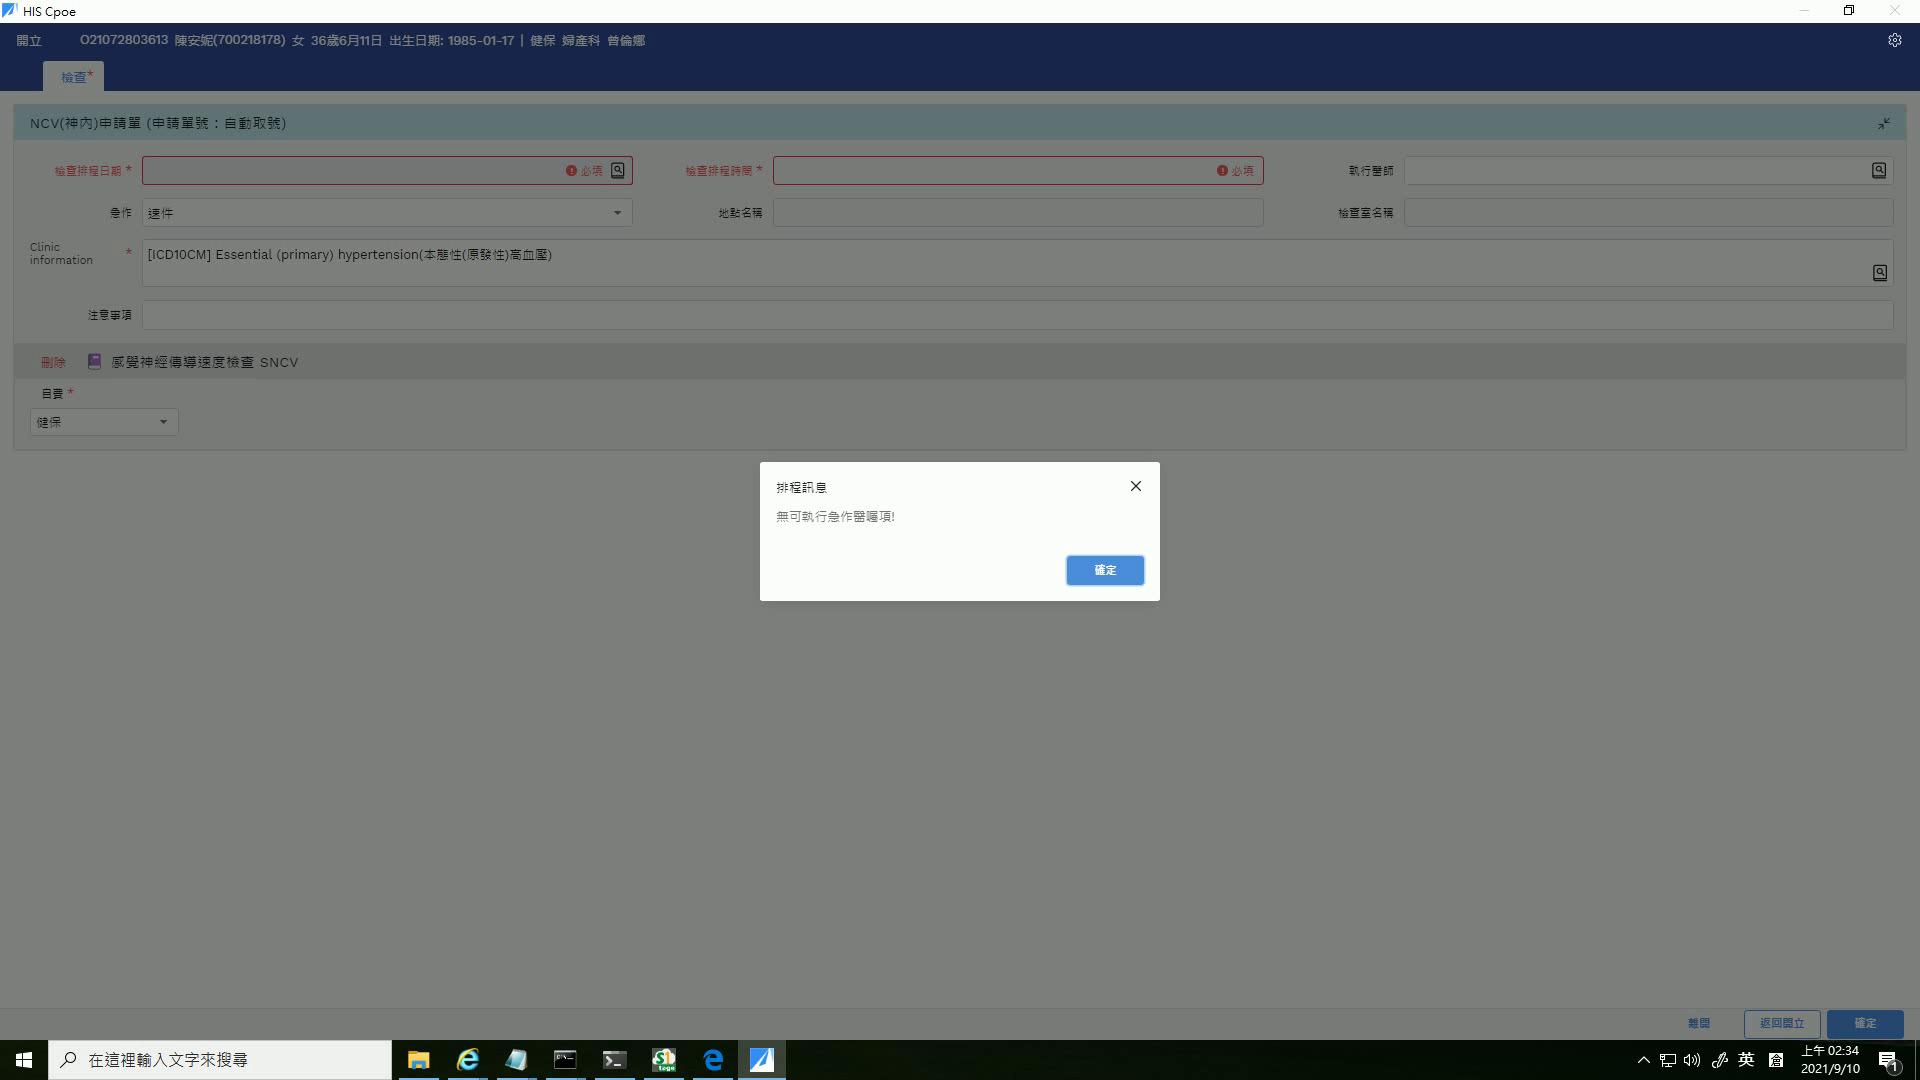 HIS Cpoe
開立 O21072803613 陳安妮(700218178) 女 36歲6月11日 出生日期: 1985-01-17 | 健保 婦產科 曾倫娜
檢查*
NCV(神內)申請單 (申請單號：自動取號)
檢查排程日期 * 必填 檢查排程時間 * 必填 執行醫師
急作 速件 地點名稱 檢查室名稱
Clinic information * [ICD10CM] Essential (primary) hypertension(本態性(原發性)高血壓)
注意事項
刪除 感覺神經傳導速度檢查 SNCV
自費 *
健保
排程訊息
無可執行急作醫囑項!
確定
離開 返回開立 確定
在這裡輸入文字來搜尋
英
上午 02:34
2021/9/10
1